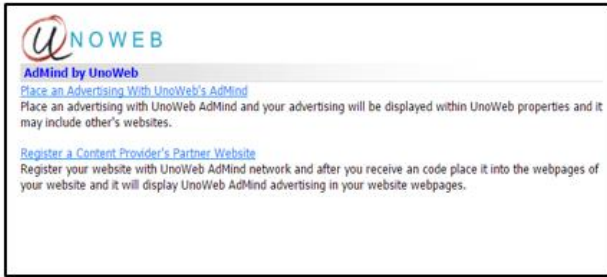 UNOWEB
AdMind by UnoWeb
Place an Advertising With UnoWeb's AdMind
Place an advertising with UnoWeb AdMind and your advertising will be displayed within UnoWeb properties and it
may include other's websites.
Register a Content Provider's Partner Website
Register your website with UnoWeb AdMind network and after you receive an code place it into the webpages of
your website and it will display UnoWeb AdMind advertising in your website webpages.